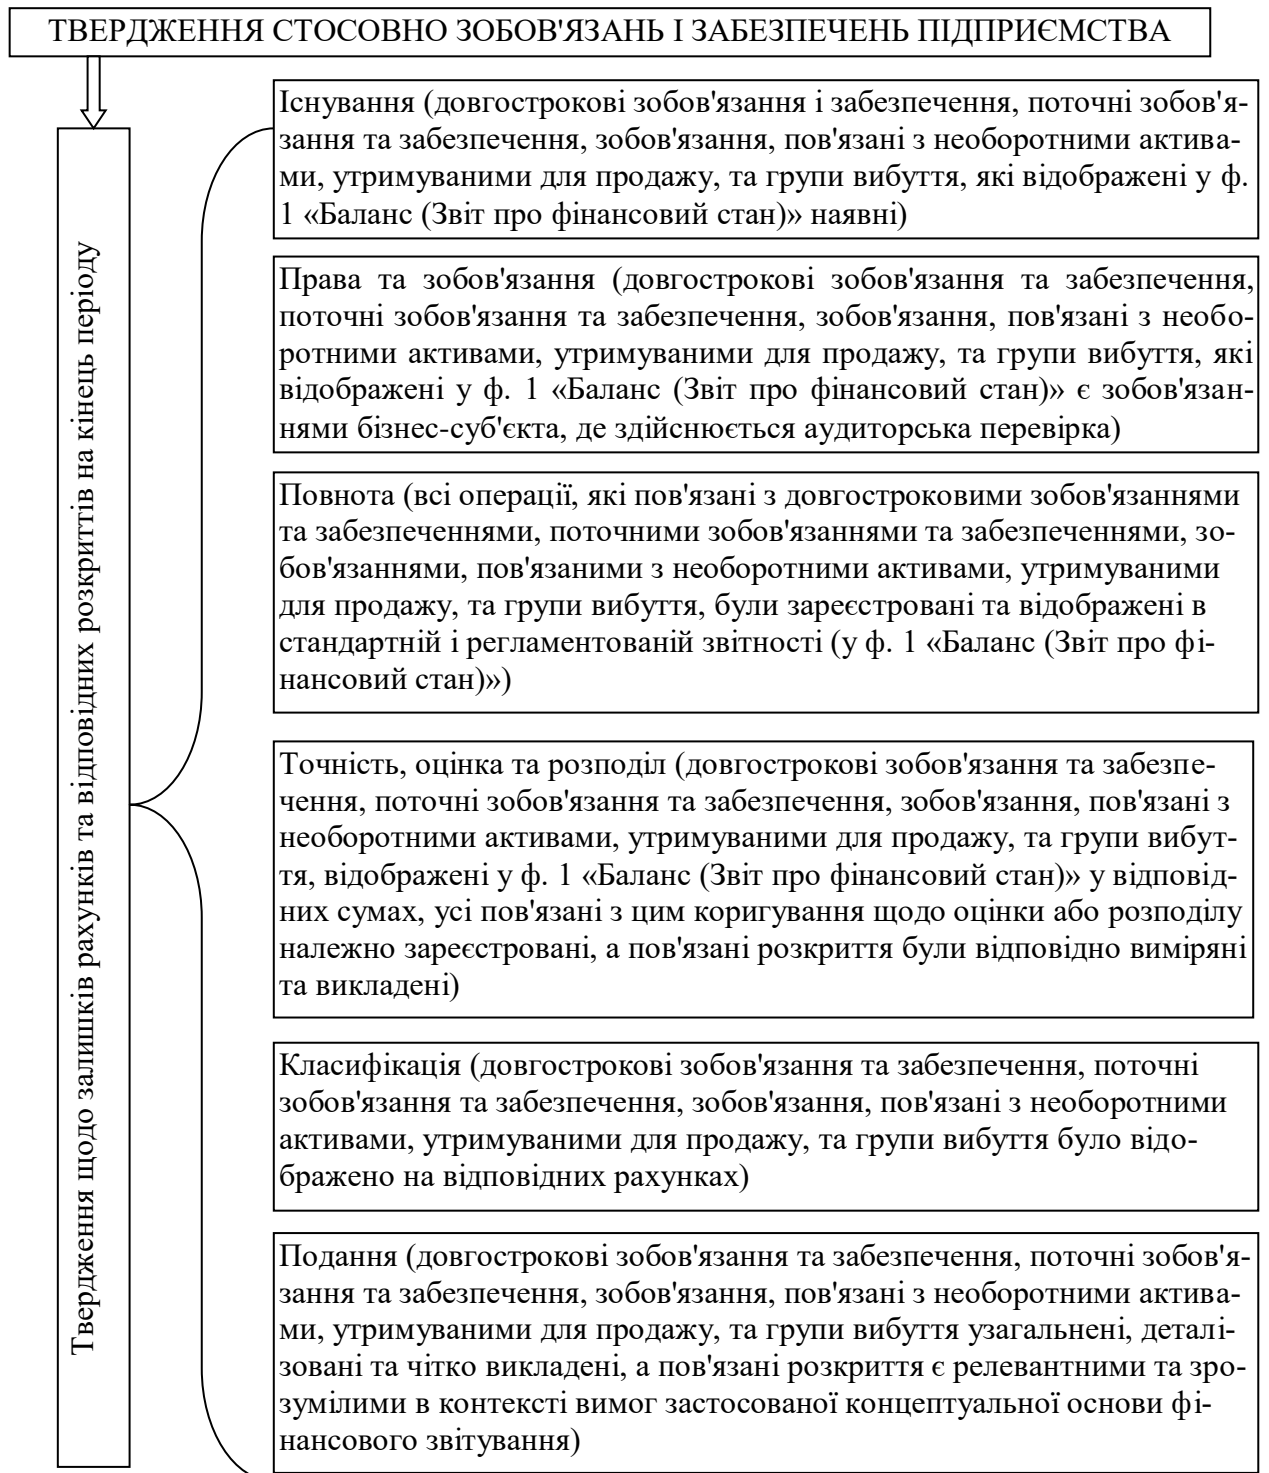 ТВЕРДЖЕННЯ СТОСОВНО ЗОБОВ'ЯЗАНЬ І ЗАБЕЗПЕЧЕНЬ ПІДПРИЄМСТВА
Твердження щодо залишків рахунків та відповідних розкриттів на кінець періоду
Існування (довгострокові зобов'язання і забезпечення, поточні зобов'я-
зання та забезпечення, зобов'язання, пов'язані з необоротними актива-
ми, утримуваними для продажу, та групи вибуття, які відображені у ф.
1 «Баланс (Звіт про фінансовий стан)» наявні)
Права та зобов'язання (довгострокові зобов'язання та забезпечення,
поточні зобов'язання та забезпечення, зобов'язання, пов'язані з необо-
ротними активами, утримуваними для продажу, та групи вибуття, які
відображені у ф. 1 «Баланс (Звіт про фінансовий стан)» є зобов'язан-
нями бізнес-суб'єкта, де здійснюється аудиторська перевірка)
Повнота (всі операції, які пов'язані з довгостроковими зобов'язаннями
та забезпеченнями, поточними зобов'язаннями та забезпеченнями, зо-
бов'язаннями, пов'язаними з необоротними активами, утримуваними
для продажу, та групи вибуття, були зареєстровані та відображені в
стандартній і регламентованій звітності (у ф. 1 «Баланс (Звіт про фі-
нансовий стан)»)
Точність, оцінка та розподіл (довгострокові зобов'язання та забезпе-
чення, поточні зобов'язання та забезпечення, зобов'язання, пов'язані з
необоротними активами, утримуваними для продажу, та групи вибут-
тя, відображені у ф. 1 «Баланс (Звіт про фінансовий стан)» у відповід-
них сумах, усі пов'язані з цим коригування щодо оцінки або розподілу
належно зареєстровані, а пов'язані розкриття були відповідно виміряні
та викладені)
Класифікація (довгострокові зобов'язання та забезпечення, поточні
зобов'язання та забезпечення, зобов'язання, пов'язані з необоротними
активами, утримуваними для продажу, та групи вибуття було відо-
бражено на відповідних рахунках)
Подання (довгострокові зобов'язання та забезпечення, поточні зобов'я-
зання та забезпечення, зобов'язання, пов'язані з необоротними актива-
ми, утримуваними для продажу, та групи вибуття узагальнені, деталі-
зовані та чітко викладені, а пов'язані розкриття є релевантними та зро-
зумілими в контексті вимог застосованої концептуальної основи фі-
нансового звітування)